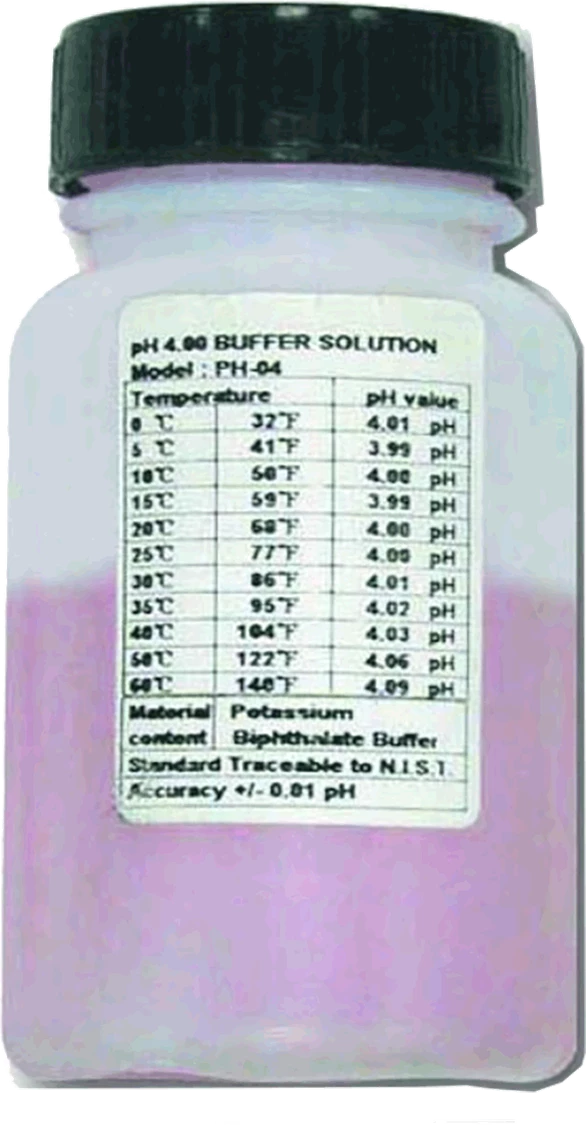 pH 4.00 BUFFER SOLUTION
Model : PH-04
Temperature pH value
0 ℃ 32℉ 4.01 pH
5 ℃ 41℉ 3.99 pH
10℃ 50℉ 4.00 pH
15℃ 59℉ 3.99 pH
20℃ 68℉ 4.00 pH
25℃ 77℉ 4.00 pH
30℃ 86℉ 4.01 pH
35℃ 95℉ 4.02 pH
40℃ 104℉ 4.03 pH
50℃ 122℉ 4.06 pH
60℃ 140℉ 4.09 pH
Material Potassium
content Biphthalate Buffer
Standard Traceable to N.I.S.T.
Accuracy +/- 0.01 pH